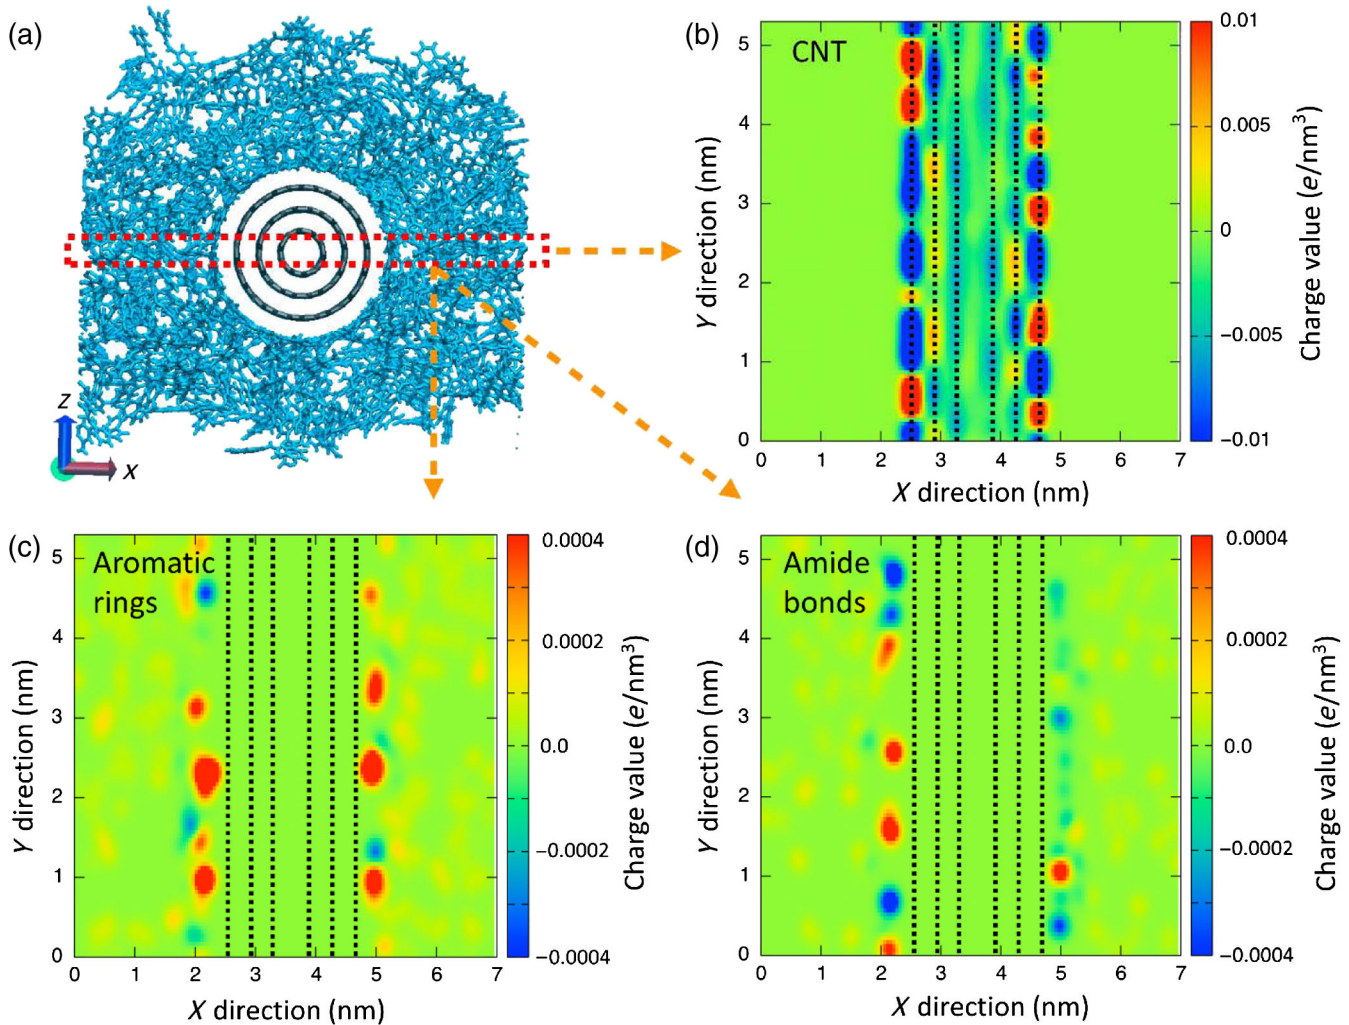 (a)
z
x
(b)
CNT
Y direction (nm)
5
4
3
2
1
0
0 1 2 3 4 5 6 7
X direction (nm)
0.01
0.005
0
−0.005
−0.01
Charge value (e/nm³)
(c)
Aromatic
rings
Y direction (nm)
5
4
3
2
1
0
0 1 2 3 4 5 6 7
X direction (nm)
0.0004
0.0002
0.0
−0.0002
−0.0004
Charge value (e/nm³)
(d)
Amide
bonds
Y direction (nm)
5
4
3
2
1
0
0 1 2 3 4 5 6 7
X direction (nm)
0.0004
0.0002
0.0
−0.0002
−0.0004
Charge value (e/nm³)